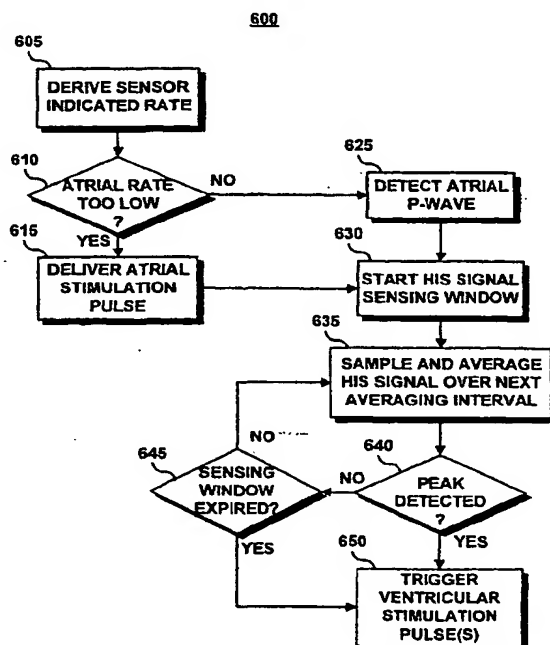 600
605
DERIVE SENSOR
INDICATED RATE
610
ATRIAL RATE
TOO LOW
?
NO
YES
615
DELIVER ATRIAL
STIMULATION
PULSE
625
DETECT ATRIAL
P-WAVE
630
START HIS SIGNAL
SENSING WINDOW
635
SAMPLE AND AVERAGE
HIS SIGNAL OVER NEXT
AVERAGING INTERVAL
640
PEAK
DETECTED
?
NO
YES
645
SENSING
WINDOW
EXPIRED?
NO
YES
650
TRIGGER
VENTRICULAR
STIMULATION
PULSE(S)